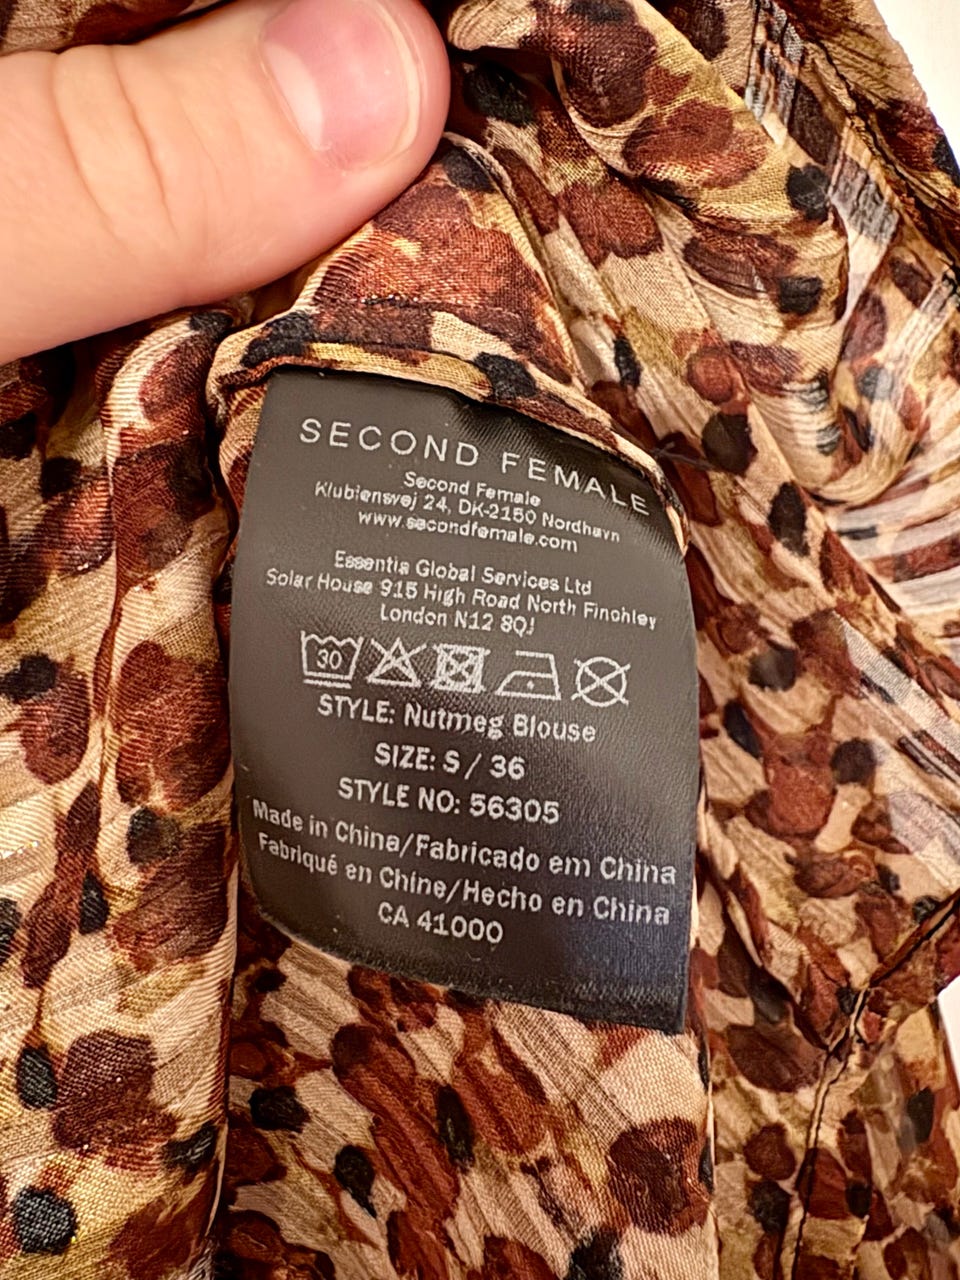 SECOND FEMALE
Second Female
Klubiensvej 24, DK-2150 Nordhavn
www.secondfemale.com
Essentia Global Services Ltd
Solar House 915 High Road North Finchley
London N12 8QJ
30
STYLE: Nutmeg Blouse
SIZE: S / 36
STYLE NO: 56305
Made in China/Fabricado em China
Fabriqué en Chine/Hecho en China
CA 41000